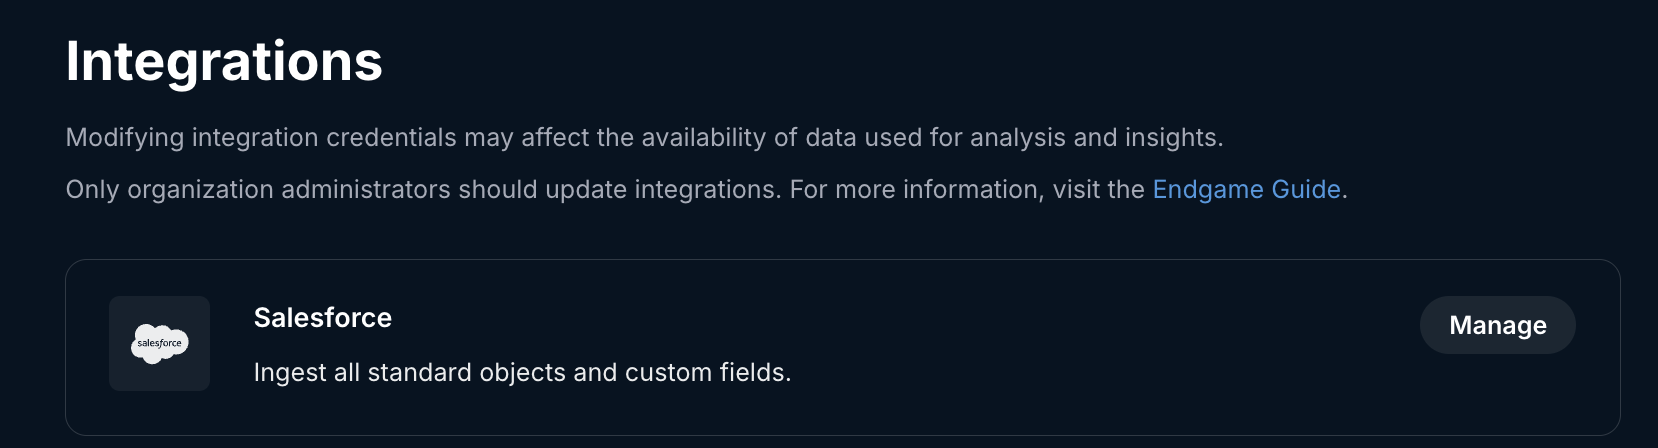 Integrations
Modifying integration credentials may affect the availability of data used for analysis and insights.
Only organization administrators should update integrations. For more information, visit the Endgame Guide.
salesforce
Salesforce
Manage
Ingest all standard objects and custom fields.